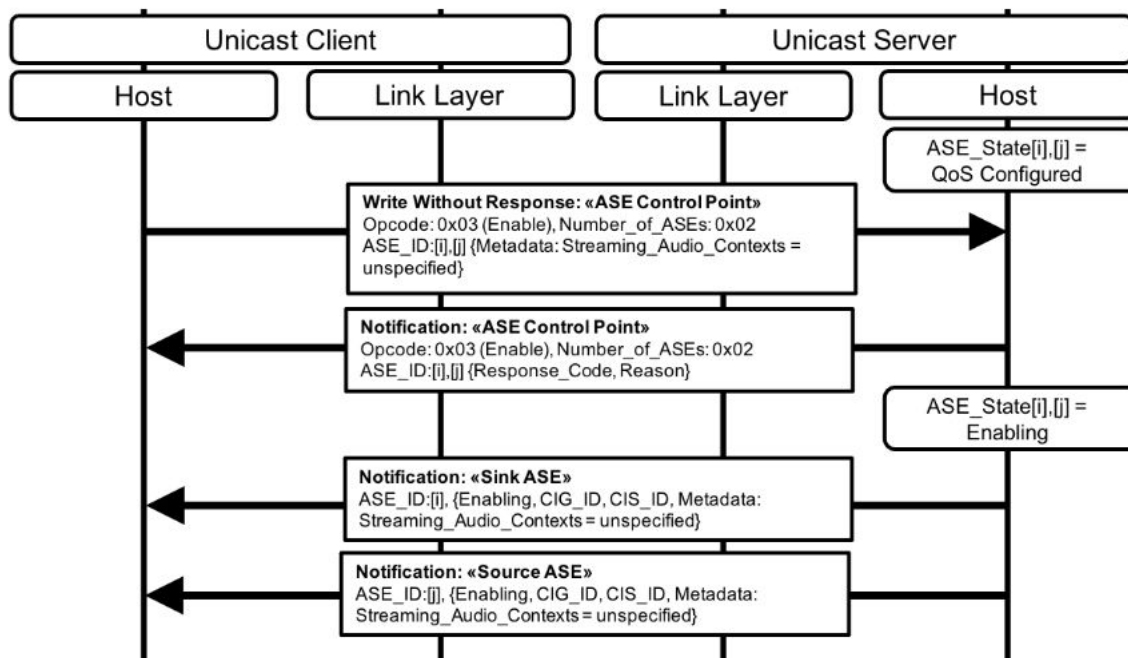 Unicast Client
Unicast Server
Host
Link Layer
Link Layer
Host
ASE_State[i],[j] =
QoS Configured
Write Without Response: «ASE Control Point»
Opcode: 0x03 (Enable), Number_of_ASEs: 0x02
ASE_ID:[i],[j] {Metadata: Streaming_Audio_Contexts =
unspecified}
Notification: «ASE Control Point»
Opcode: 0x03 (Enable), Number_of_ASEs: 0x02
ASE_ID:[i],[j] {Response_Code, Reason}
ASE_State[i],[j] =
Enabling
Notification: «Sink ASE»
ASE_ID:[i], {Enabling, CIG_ID, CIS_ID, Metadata:
Streaming_Audio_Contexts = unspecified}
Notification: «Source ASE»
ASE_ID:[j], {Enabling, CIG_ID, CIS_ID, Metadata:
Streaming_Audio_Contexts = unspecified}